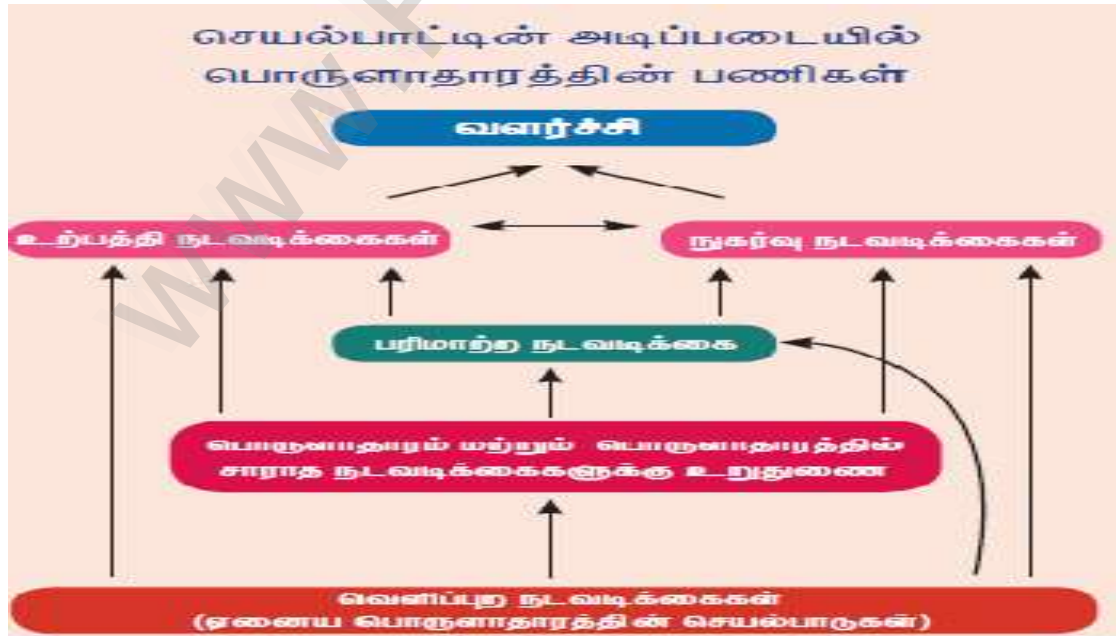 செயல்பாட்டின் அடிப்படையில்
பொருளாதாரத்தின் பணிகள்
வளர்ச்சி
உற்பத்தி நடவடிக்கைகள்
நுகர்வு நடவடிக்கைகள்
பரிமாற்ற நடவடிக்கை
பொருளாதாரம் மற்றும் பொருளாதாரத்தில்
சாராத நடவடிக்கைகளுக்கு உறுதுணை
வெளிப்புற நடவடிக்கைகள்
(ஏனைய பொருளாதாரத்தின் செயல்பாடுகள்)